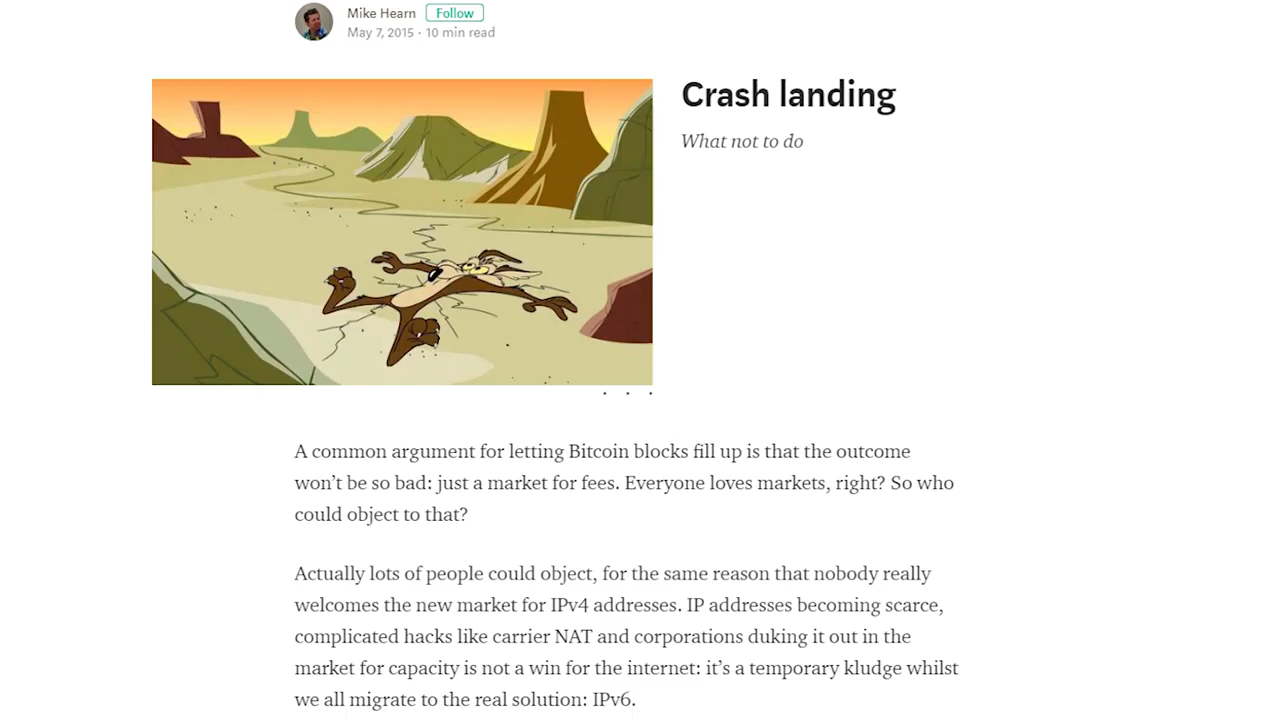 Mike Hearn Follow
May 7, 2015 · 10 min read
Crash landing
What not to do
. . .
A common argument for letting Bitcoin blocks fill up is that the outcome
won’t be so bad: just a market for fees. Everyone loves markets, right? So who
could object to that?
Actually lots of people could object, for the same reason that nobody really
welcomes the new market for IPv4 addresses. IP addresses becoming scarce,
complicated hacks like carrier NAT and corporations duking it out in the
market for capacity is not a win for the internet: it’s a temporary kludge whilst
we all migrate to the real solution: IPv6.